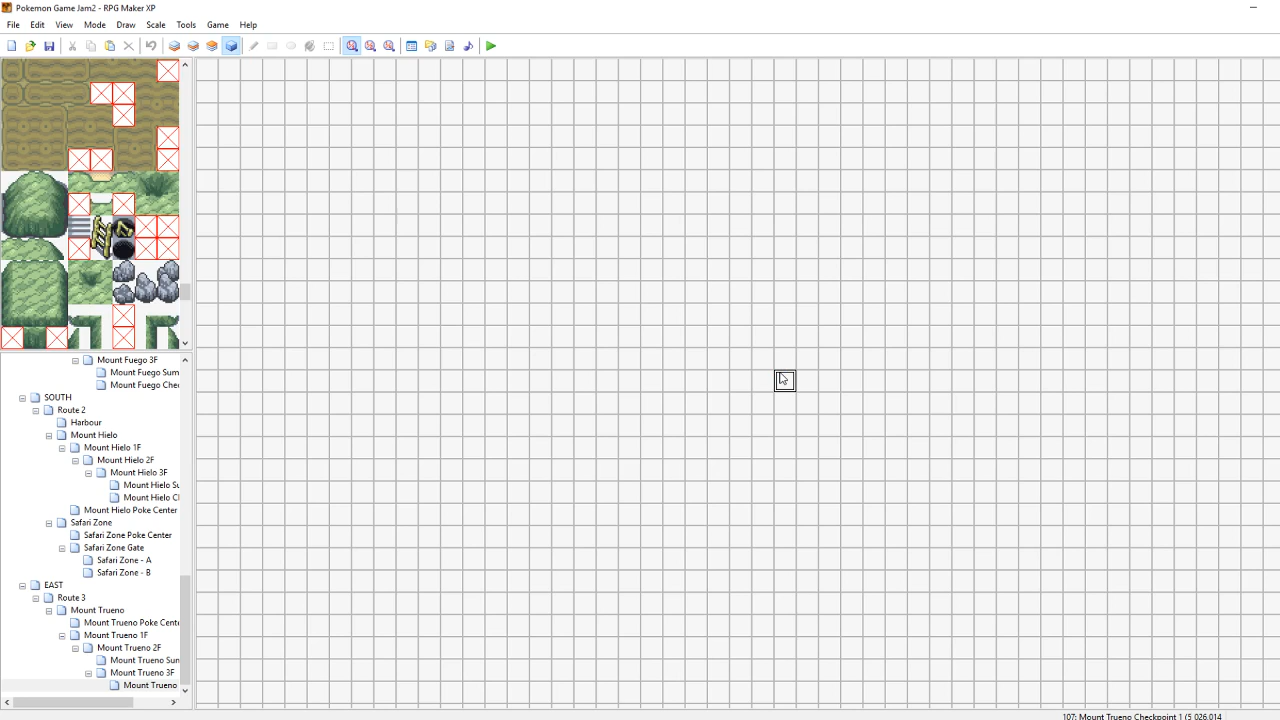 Pokemon Game Jam2 - RPG Maker XP
File Edit View Mode Draw Scale Tools Game Help
Mount Fuego 3F
Mount Fuego Sum
Mount Fuego Che
SOUTH
Route 2
Harbour
Mount Hielo
Mount Hielo 1F
Mount Hielo 2F
Mount Hielo 3F
Mount Hielo Su
Mount Hielo Cl
Mount Hielo Poke Center
Safari Zone
Safari Zone Poke Center
Safari Zone Gate
Safari Zone - A
Safari Zone - B
EAST
Route 3
Mount Trueno
Mount Trueno Poke Cente
Mount Trueno 1F
Mount Trueno 2F
Mount Trueno Sun
Mount Trueno 3F
Mount Trueno
107: Mount Trueno Checkpoint 1 (5 026,014